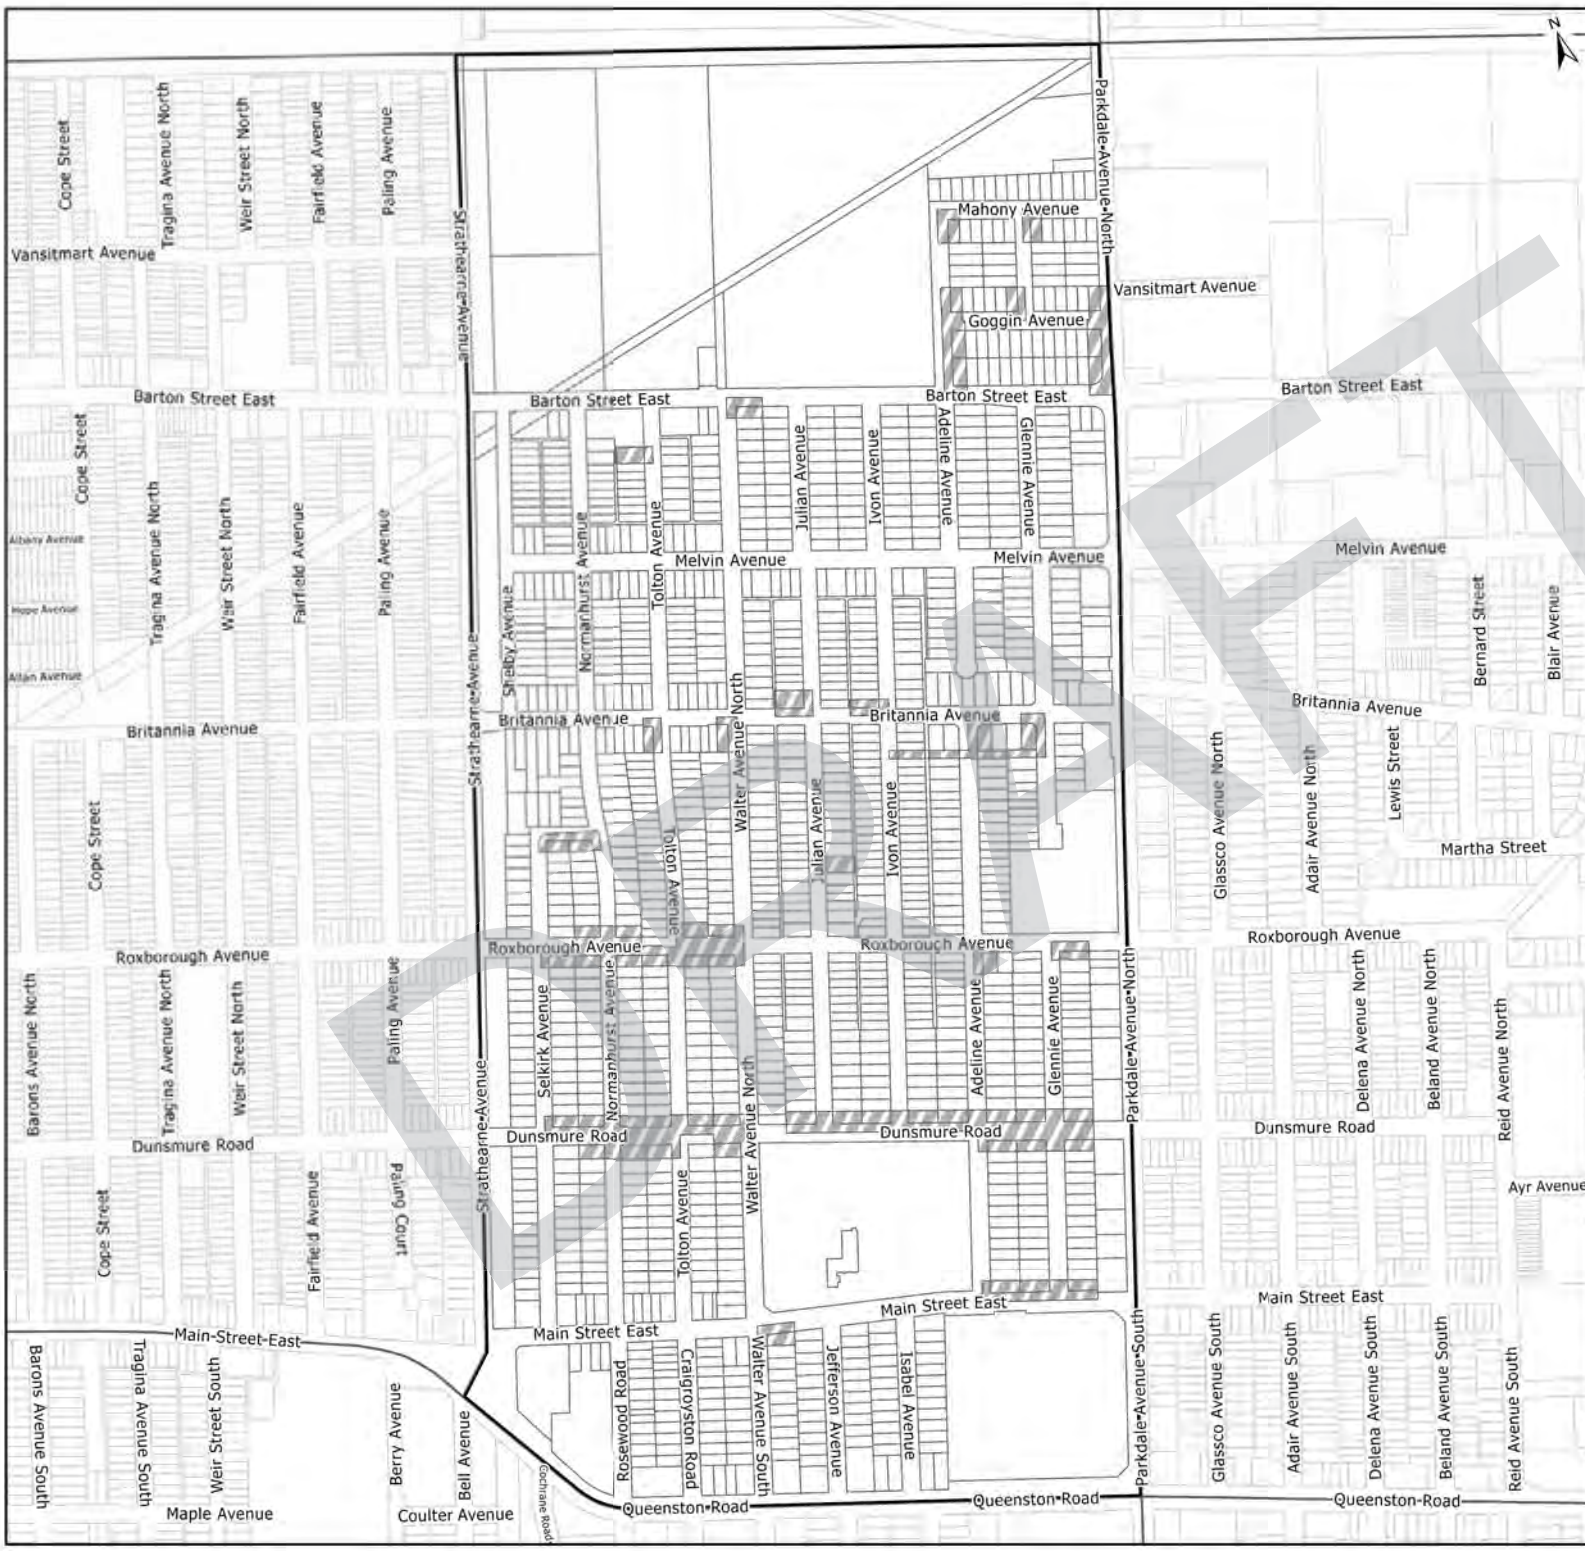 Z
Cope Street
Tragina Avenue North
Weir Street North
Fairfield Avenue
Paling Avenue
Strathearne Avenue
Parkdale Avenue North
Mahony Avenue
Vansitmart Avenue
Vansitmart Avenue
Goggin Avenue
Barton Street East
Barton Street East
Barton Street East
Barton Street East
Cope Street
Tragina Avenue North
Weir Street North
Fairfield Avenue
Paling Avenue
Normanhurst Avenue
Tolton Avenue
Julian Avenue
Ivon Avenue
Adeline Avenue
Glennie Avenue
Albany Avenue
Melvin Avenue
Melvin Avenue
Melvin Avenue
Hope Avenue
Allan Avenue
Strathearne Avenue
Shelby Avenue
Bernard Street
Blair Avenue
Britannia Avenue
Britannia Avenue
Britannia Avenue
Britannia Avenue
Cope Street
Tolton Avenue
Walter Avenue North
Julian Avenue
Ivon Avenue
Glassco Avenue North
Adair Avenue North
Lewis Street
Martha Street
Roxborough Avenue
Roxborough Avenue
Roxborough Avenue
Roxborough Avenue
Barons Avenue North
Tragina Avenue North
Weir Street North
Paling Avenue
Strathearne Avenue
Selkirk Avenue
Normanhurst Avenue
Walter Avenue North
Adeline Avenue
Glennie Avenue
Parkdale Avenue North
Delena Avenue North
Beland Avenue North
Reid Avenue North
Dunsmure Road
Dunsmure Road
Dunsmure Road
Dunsmure Road
Cope Street
Fairfield Avenue
Paling Court
Tolton Avenue
Ayr Avenue
Main Street East
Main Street East
Main Street East
Main Street East
Barons Avenue South
Tragina Avenue South
Weir Street South
Berry Avenue
Bell Avenue
Cochrane Road
Rosewood Road
Craigroyston Road
Walter Avenue South
Jefferson Avenue
Isabel Avenue
Parkdale Avenue South
Glassco Avenue South
Adair Avenue South
Delena Avenue South
Beland Avenue South
Reid Avenue South
Maple Avenue
Coulter Avenue
Queenston Road
Queenston Road
Queenston Road
DRAFT